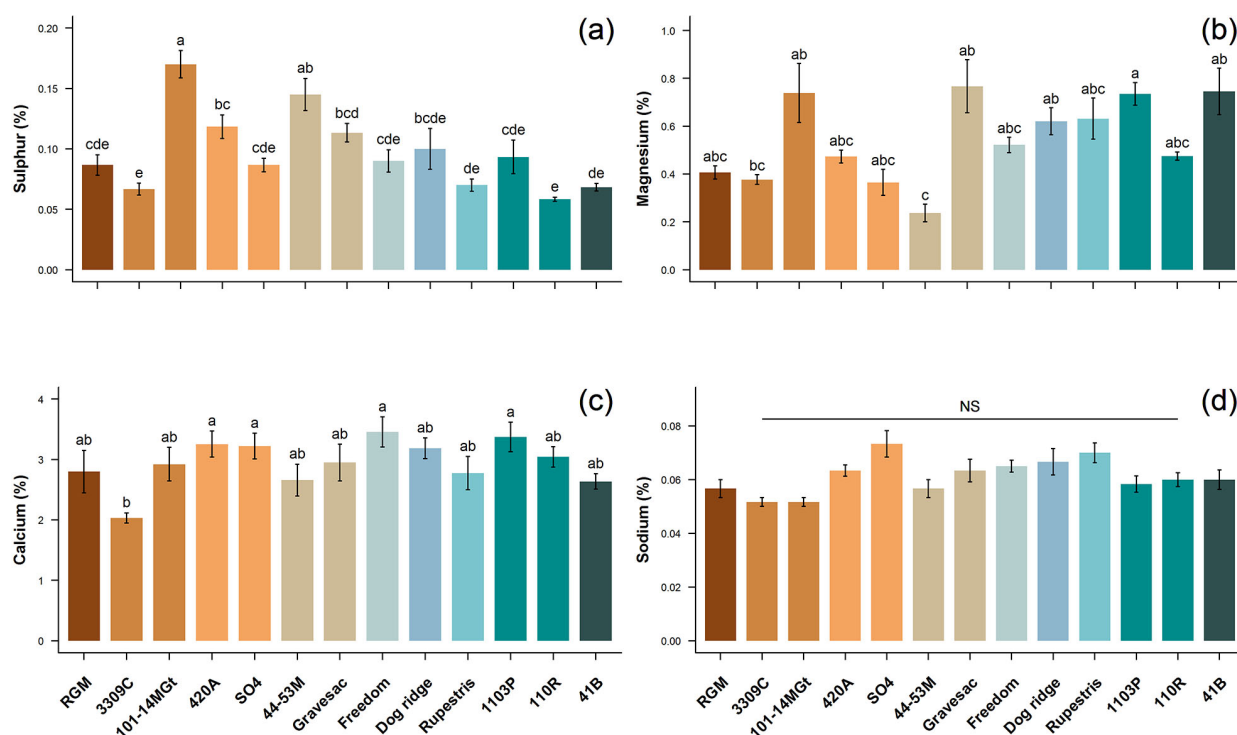 (a)
Sulphur (%)
0.20
0.15
0.10
0.05
0.00
cde e a bc cde ab bcd cde bcde de cde e de
(b)
Magnesium (%)
1.0
0.8
0.6
0.4
0.2
0.0
abc bc ab abc abc c ab abc ab abc a abc ab
(c)
Calcium (%)
4
3
2
1
0
ab b ab a a ab ab a ab ab a ab ab
RGM 3309C 101-14MGt 420A SO4 44-53M Gravesac Freedom Dog ridge Rupestris 1103P 110R 41B
(d)
NS
Sodium (%)
0.08
0.06
0.04
0.02
0.00
RGM 3309C 101-14MGt 420A SO4 44-53M Gravesac Freedom Dog ridge Rupestris 1103P 110R 41B